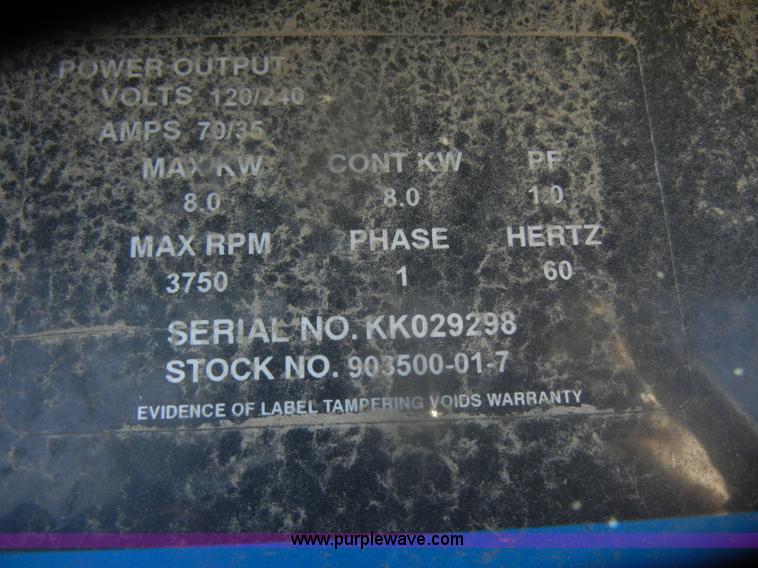 POWER OUTPUT
VOLTS 120/240
AMPS 70/35
MAX KW CONT KW PF
8.0 8.0 1.0
MAX RPM PHASE HERTZ
3750 1 60
SERIAL NO. KK029298
STOCK NO. 903500-01-7
EVIDENCE OF LABEL TAMPERING VOIDS WARRANTY
www.purplewave.com